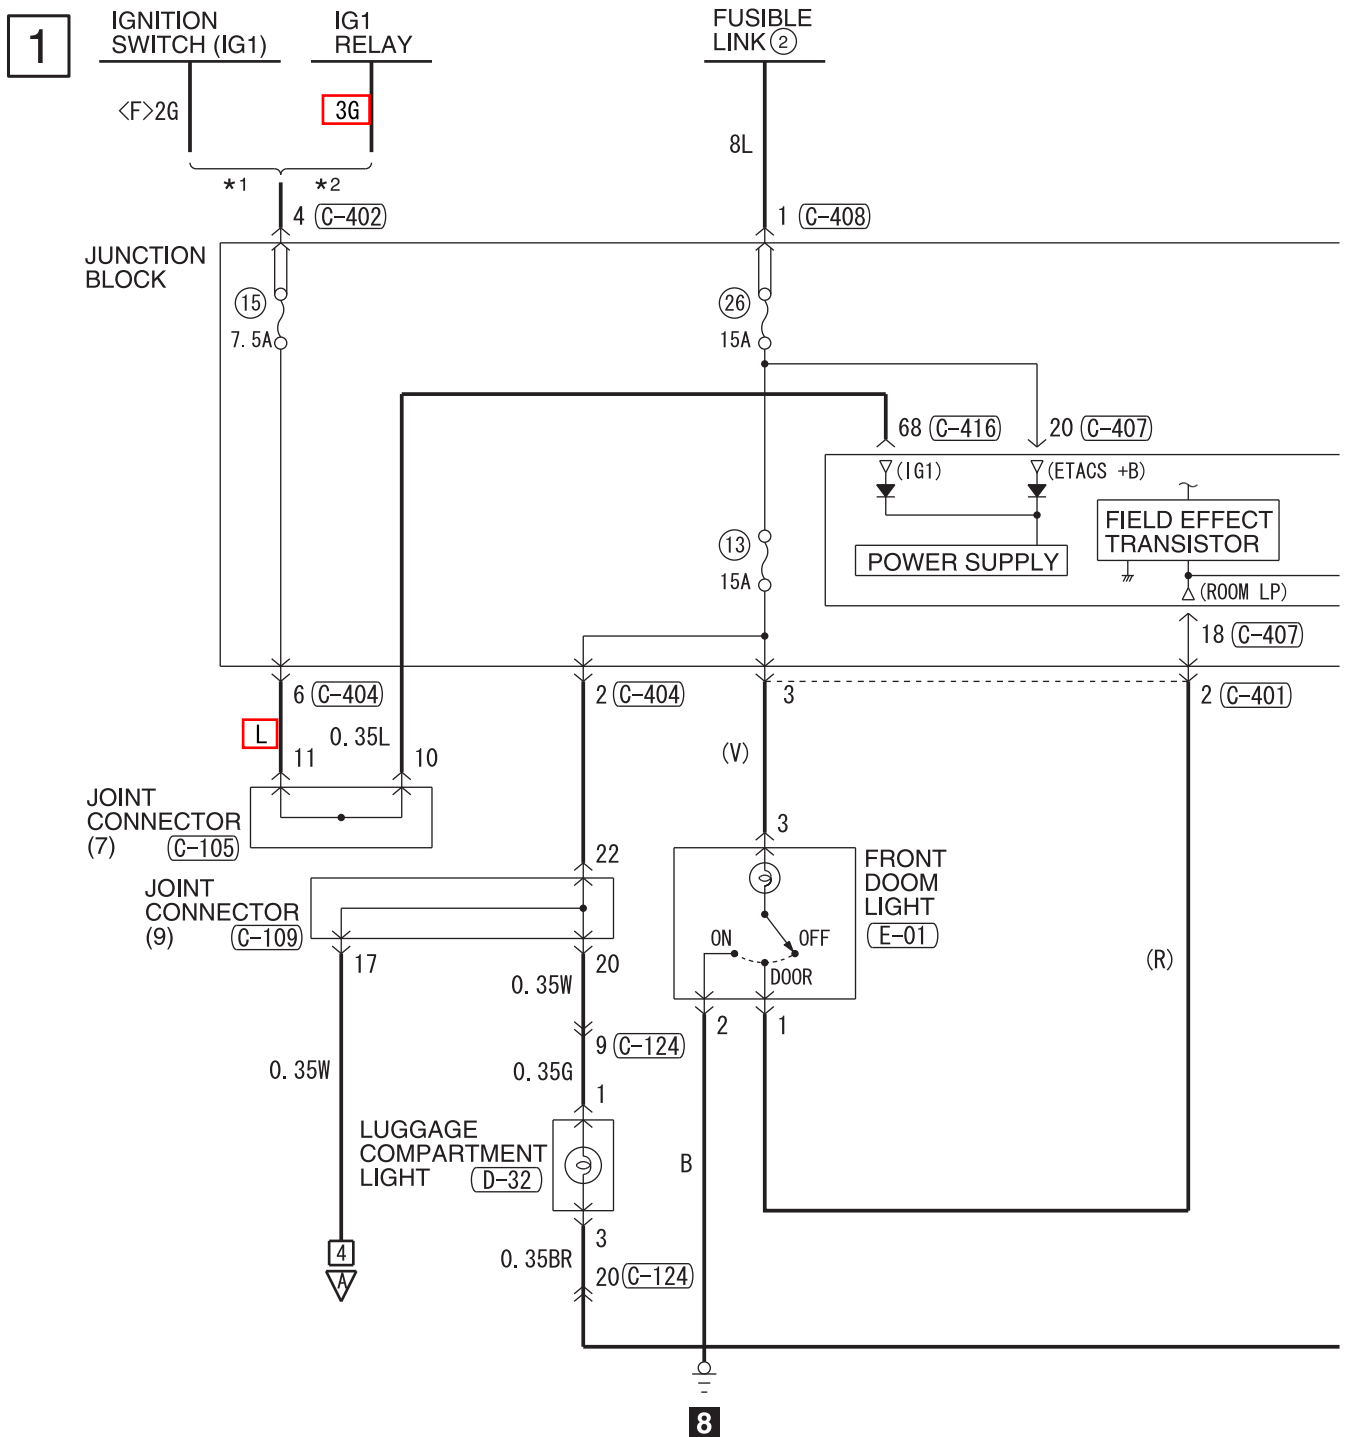 1
IGNITION
SWITCH (IG1)
IG1
RELAY
FUSIBLE
LINK ②
<F>2G
3G
8L
*1
*2
4 C-402
1 C-408
JUNCTION
BLOCK
15
7.5A
26
15A
68 C-416
20 C-407
(IG1)
(ETACS +B)
FIELD EFFECT
TRANSISTOR
POWER SUPPLY
13
15A
(ROOM LP)
18 C-407
6 C-404
2 C-404
3
2 C-401
L
0.35L
11
10
(V)
JOINT
CONNECTOR
(7) C-105
3
22
FRONT
DOOM
LIGHT
E-01
JOINT
CONNECTOR
(9) C-109
ON
OFF
DOOR
17
20
0.35W
(R)
2
1
9 C-124
0.35W
0.35G
1
LUGGAGE
COMPARTMENT
LIGHT D-32
B
3
4
A
0.35BR
20 C-124
8